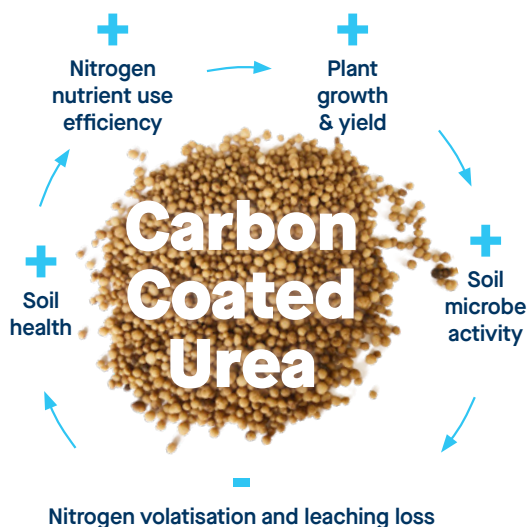 +
Nitrogen
nutrient use
efficiency
+
Plant
growth
& yield
+
Soil
microbe
activity
-
Nitrogen volatisation and leaching loss
+
Soil
health
Carbon
Coated
Urea